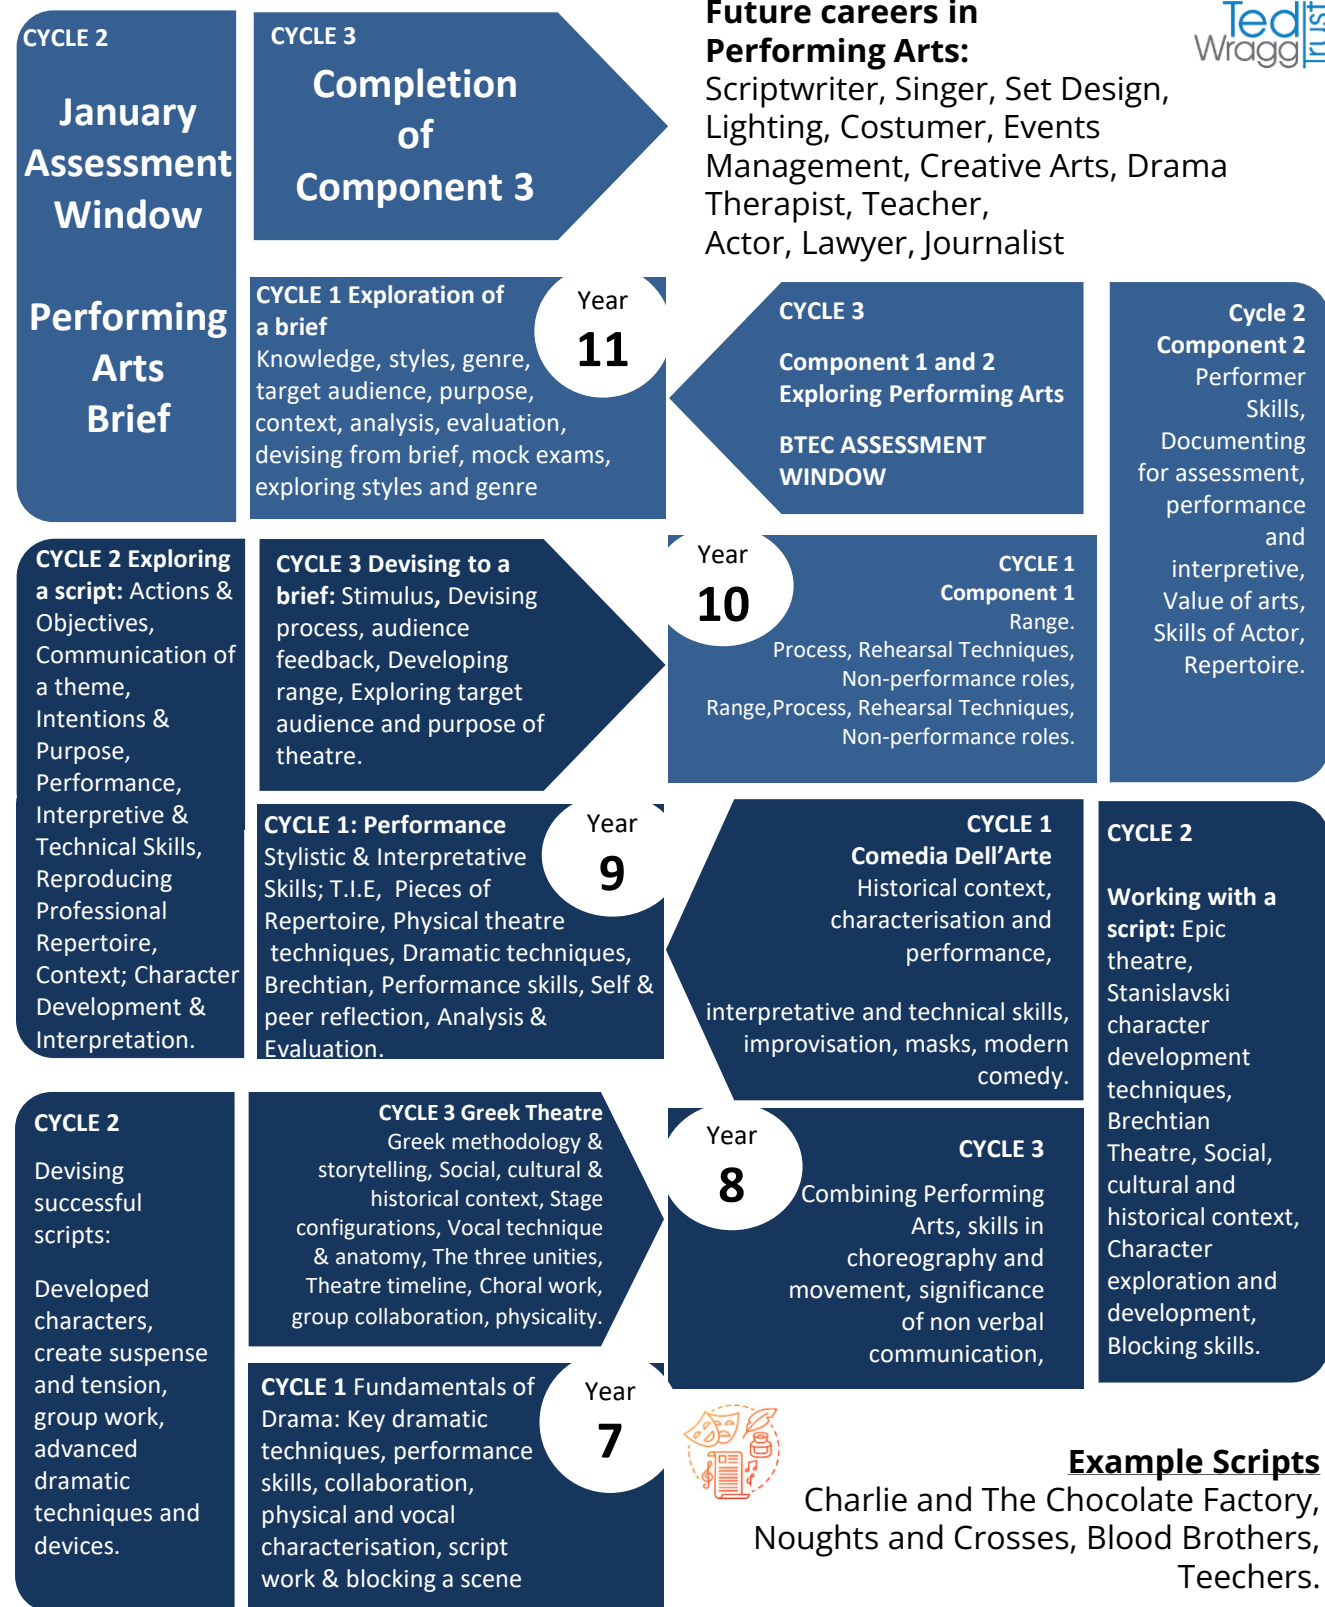 CYCLE 2
January
Assessment
Window
Performing
Arts
Brief
CYCLE 3
Completion
of
Component 3
Future careers in
Performing Arts:
Scriptwriter, Singer, Set Design,
Lighting, Costumer, Events
Management, Creative Arts, Drama
Therapist, Teacher,
Actor, Lawyer, Journalist
Ted
Wragg
Trust
CYCLE 1 Exploration of
a brief
Knowledge, styles, genre,
target audience, purpose,
context, analysis, evaluation,
devising from brief, mock exams,
exploring styles and genre
Year
11
CYCLE 3
Component 1 and 2
Exploring Performing Arts
BTEC ASSESSMENT
WINDOW
Cycle 2
Component 2
Performer
Skills,
Documenting
for assessment,
performance
and
interpretive,
Value of arts,
Skills of Actor,
Repertoire.
CYCLE 2 Exploring
a script: Actions &
Objectives,
Communication of
a theme,
Intentions &
Purpose,
Performance,
Interpretive &
Technical Skills,
Reproducing
Professional
Repertoire,
Context; Character
Development &
Interpretation.
CYCLE 3 Devising to a
brief: Stimulus, Devising
process, audience
feedback, Developing
range, Exploring target
audience and purpose of
theatre.
Year
10
CYCLE 1
Component 1
Range.
Process, Rehearsal Techniques,
Non-performance roles,
Range,Process, Rehearsal Techniques,
Non-performance roles.
CYCLE 1: Performance
Stylistic & Interpretative
Skills; T.I.E, Pieces of
Repertoire, Physical theatre
techniques, Dramatic techniques,
Brechtian, Performance skills, Self &
peer reflection, Analysis &
Evaluation.
Year
9
CYCLE 1
Comedia Dell’Arte
Historical context,
characterisation and
performance,
interpretative and technical skills,
improvisation, masks, modern
comedy.
CYCLE 2
Working with a
script: Epic
theatre,
Stanislavski
character
development
techniques,
Brechtian
Theatre, Social,
cultural and
historical context,
Character
exploration and
development,
Blocking skills.
CYCLE 2
Devising
successful
scripts:
Developed
characters,
create suspense
and tension,
group work,
advanced
dramatic
techniques and
devices.
CYCLE 3 Greek Theatre
Greek methodology &
storytelling, Social, cultural &
historical context, Stage
configurations, Vocal technique
& anatomy, The three unities,
Theatre timeline, Choral work,
group collaboration, physicality.
Year
8
CYCLE 3
Combining Performing
Arts, skills in
choreography and
movement, significance
of non verbal
communication,
CYCLE 1 Fundamentals of
Drama: Key dramatic
techniques, performance
skills, collaboration,
physical and vocal
characterisation, script
work & blocking a scene
Year
7
Example Scripts
Charlie and The Chocolate Factory,
Noughts and Crosses, Blood Brothers,
Teechers.